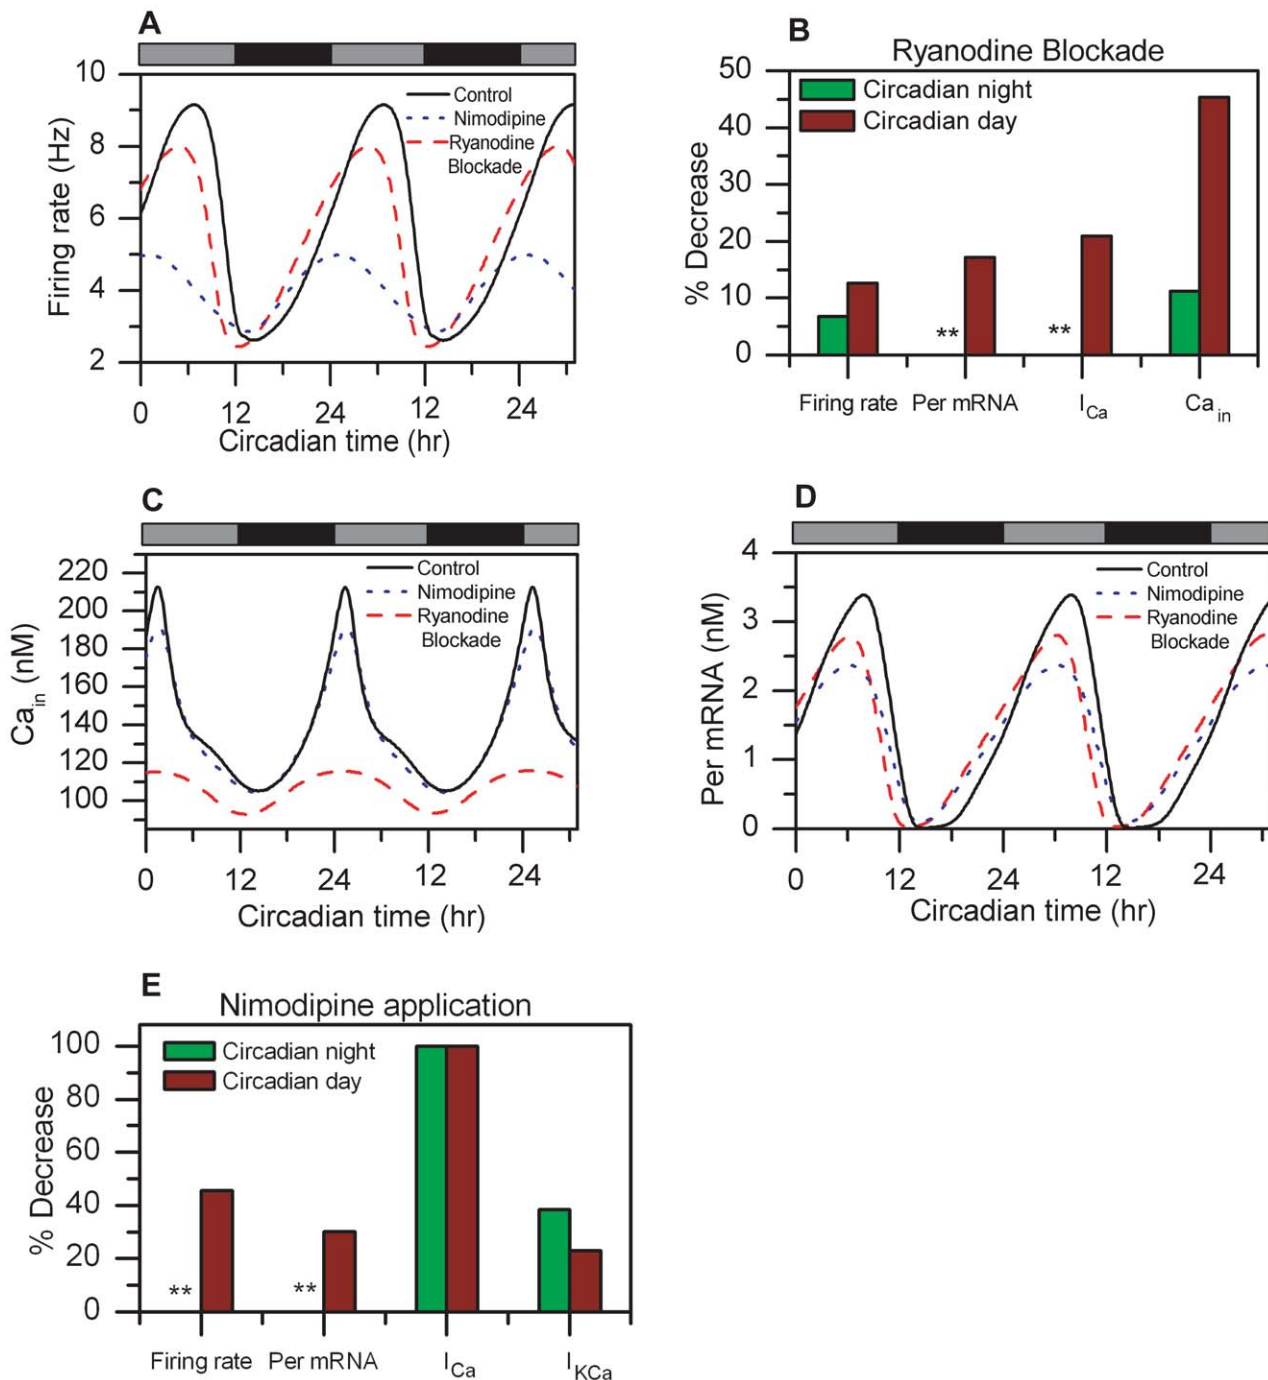 A
10
8
6
4
2
Firing rate (Hz)
Control
Nimodipine
Ryanodine
Blockade
0
12
24
12
24
Circadian time (hr)
B
Ryanodine Blockade
50
40
30
20
10
0
% Decrease
Circadian night
Circadian day
**
**
Firing rate
Per mRNA
I Ca
Ca in
C
220
200
180
160
140
120
100
Ca in (nM)
Control
Nimodipine
Ryanodine
Blockade
0
12
24
12
24
Circadian time (hr)
D
4
3
2
1
0
Per mRNA (nM)
Control
Nimodipine
Ryanodine
Blockade
0
12
24
12
24
Circadian time (hr)
E
Nimodipine application
100
80
60
40
20
0
% Decrease
Circadian night
Circadian day
**
**
Firing rate
Per mRNA
I Ca
I KCa